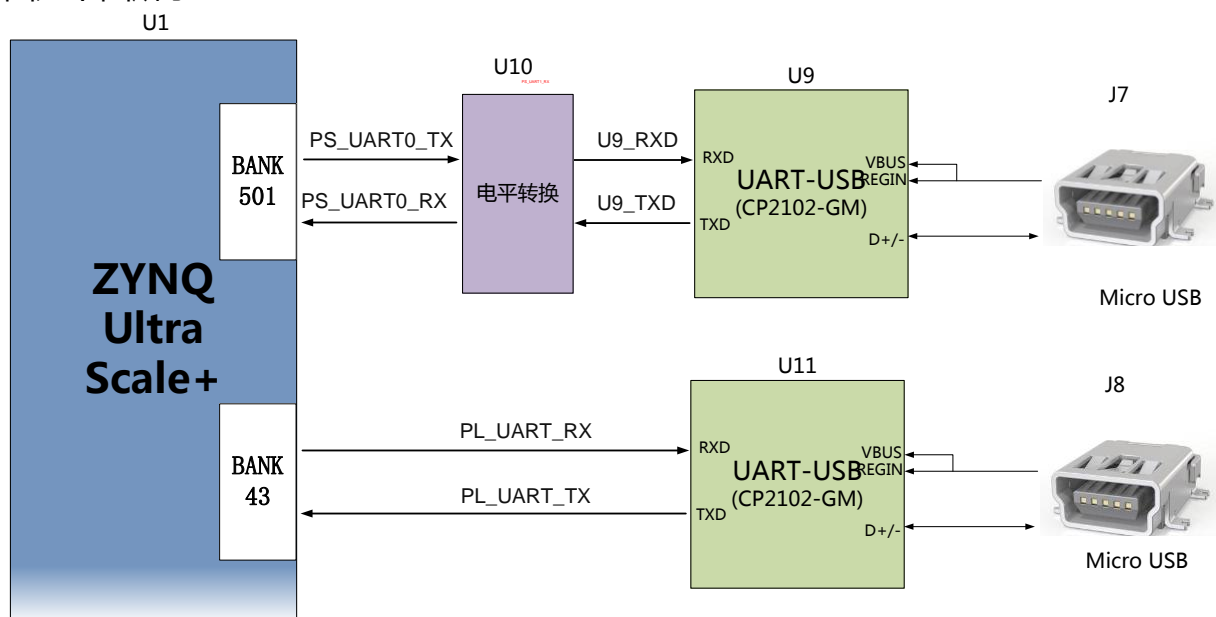 U1
U10
PS_UART1_RX
U9
J7
BANK
501
PS_UART0_TX
PS_UART0_RX
电平转换
U9_RXD
U9_TXD
RXD
TXD
UART-USB
(CP2102-GM)
VBUS
REGIN
D+/-
Micro USB
ZYNQ
Ultra
Scale+
U11
J8
BANK
43
PL_UART_RX
PL_UART_TX
RXD
TXD
UART-USB
(CP2102-GM)
VBUS
REGIN
D+/-
Micro USB